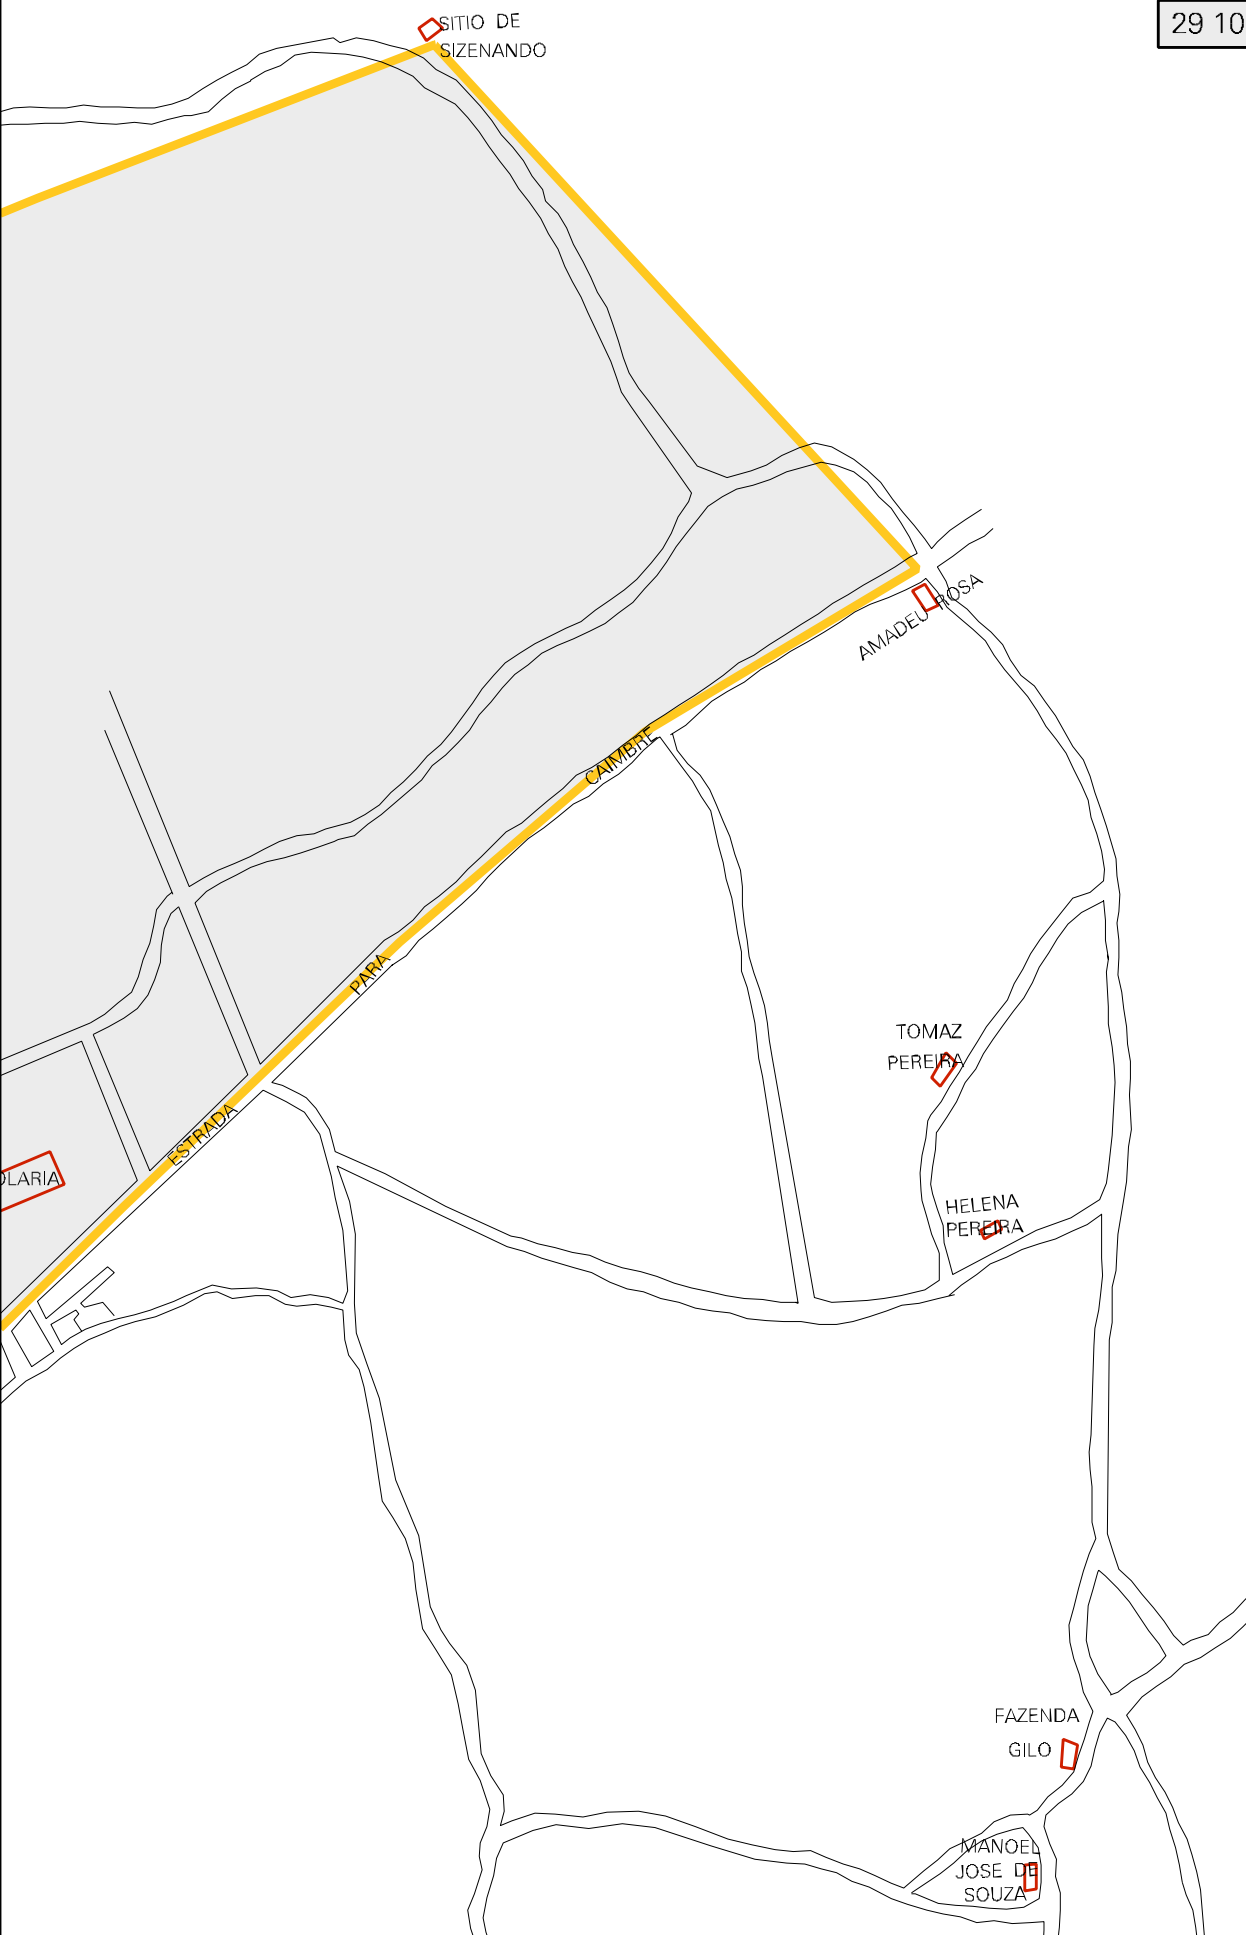 SITIO DE
SIZENANDO
29 10
AMADEU ROSA
CAIMBRE
PARA
ESTRADA
TOMAZ
PEREIRA
OLARIA
HELENA
PEREIRA
FAZENDA
GILO
MANOEL
JOSE DE
SOUZA